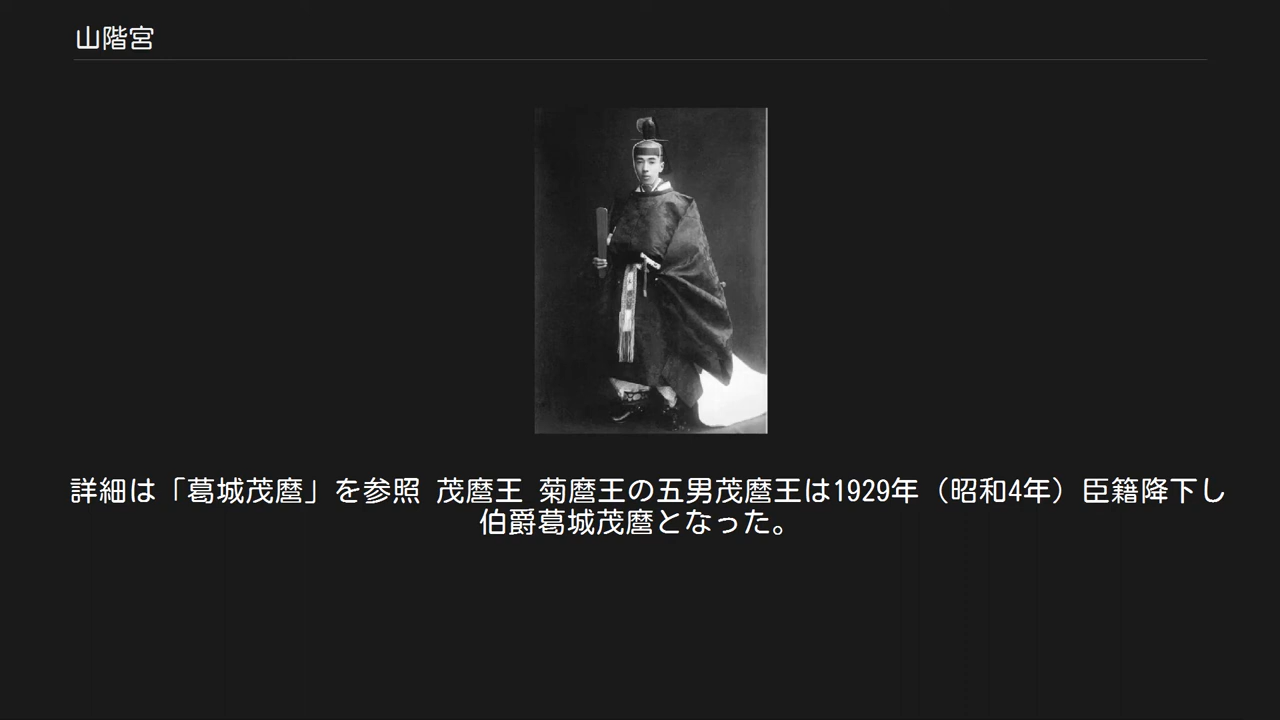 山階宮
詳細は「葛城茂麿」を参照 茂麿王 菊麿王の五男茂麿王は1929年（昭和4年）臣籍降下し
伯爵葛城茂麿となった。